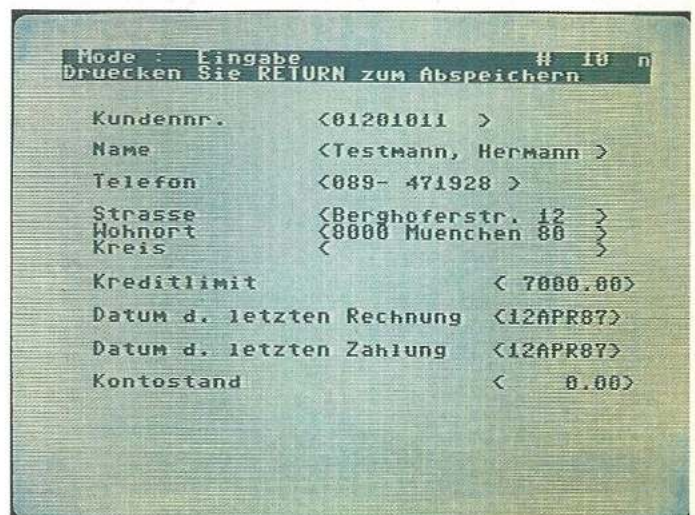 Mode : Eingabe # 10 n
Druecken Sie RETURN zum Abspeichern
Kundennr. <01201011 >
Name <Testmann, Hermann >
Telefon <089- 471928 >
Strasse <Berghoferstr. 12 >
Wohnort <8000 Muenchen 80 >
Kreis < >
Kreditlimit < 7000.00>
Datum d. letzten Rechnung <12APR87>
Datum d. letzten Zahlung <12APR87>
Kontostand < 0.00>